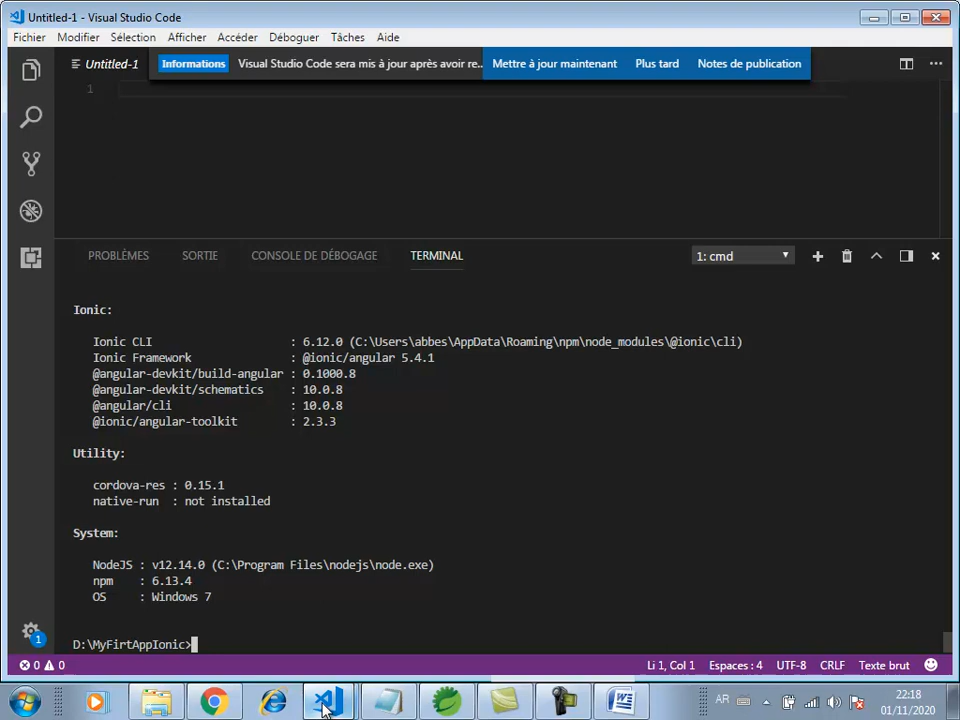 Untitled-1 - Visual Studio Code
Fichier Modifier Sélection Afficher Accéder Déboguer Tâches Aide
Untitled-1 Informations Visual Studio Code sera mis à jour après avoir re... Mettre à jour maintenant Plus tard Notes de publication
1
PROBLÈMES SORTIE CONSOLE DE DÉBOGAGE TERMINAL 1: cmd
Ionic:
Ionic CLI : 6.12.0 (C:\Users\abbes\AppData\Roaming\npm\node_modules\@ionic\cli)
Ionic Framework : @ionic/angular 5.4.1
@angular-devkit/build-angular : 0.1000.8
@angular-devkit/schematics : 10.0.8
@angular/cli : 10.0.8
@ionic/angular-toolkit : 2.3.3
Utility:
cordova-res : 0.15.1
native-run : not installed
System:
NodeJS : v12.14.0 (C:\Program Files\nodejs\node.exe)
npm : 6.13.4
OS : Windows 7
D:\MyFirtAppIonic>
1
0 0 Li 1, Col 1 Espaces : 4 UTF-8 CRLF Texte brut
AR 22:18
01/11/2020